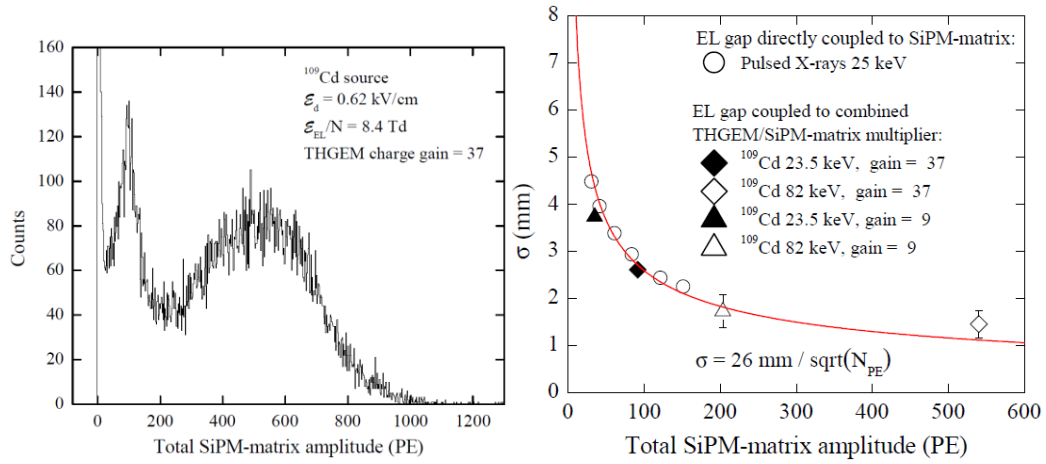 160
140
120
100
80
60
40
20
0
Counts
¹⁰⁹Cd source
ℰd = 0.62 kV/cm
ℰEL/N = 8.4 Td
THGEM charge gain = 37
0 200 400 600 800 1000 1200
Total SiPM-matrix amplitude (PE)
8
7
6
5
4
3
2
1
0
σ (mm)
EL gap directly coupled to SiPM-matrix:
Pulsed X-rays 25 keV
EL gap coupled to combined
THGEM/SiPM-matrix multiplier:
¹⁰⁹Cd 23.5 keV, gain = 37
¹⁰⁹Cd 82 keV, gain = 37
¹⁰⁹Cd 23.5 keV, gain = 9
¹⁰⁹Cd 82 keV, gain = 9
σ = 26 mm / sqrt(NPE)
0 100 200 300 400 500 600
Total SiPM-matrix amplitude (PE)